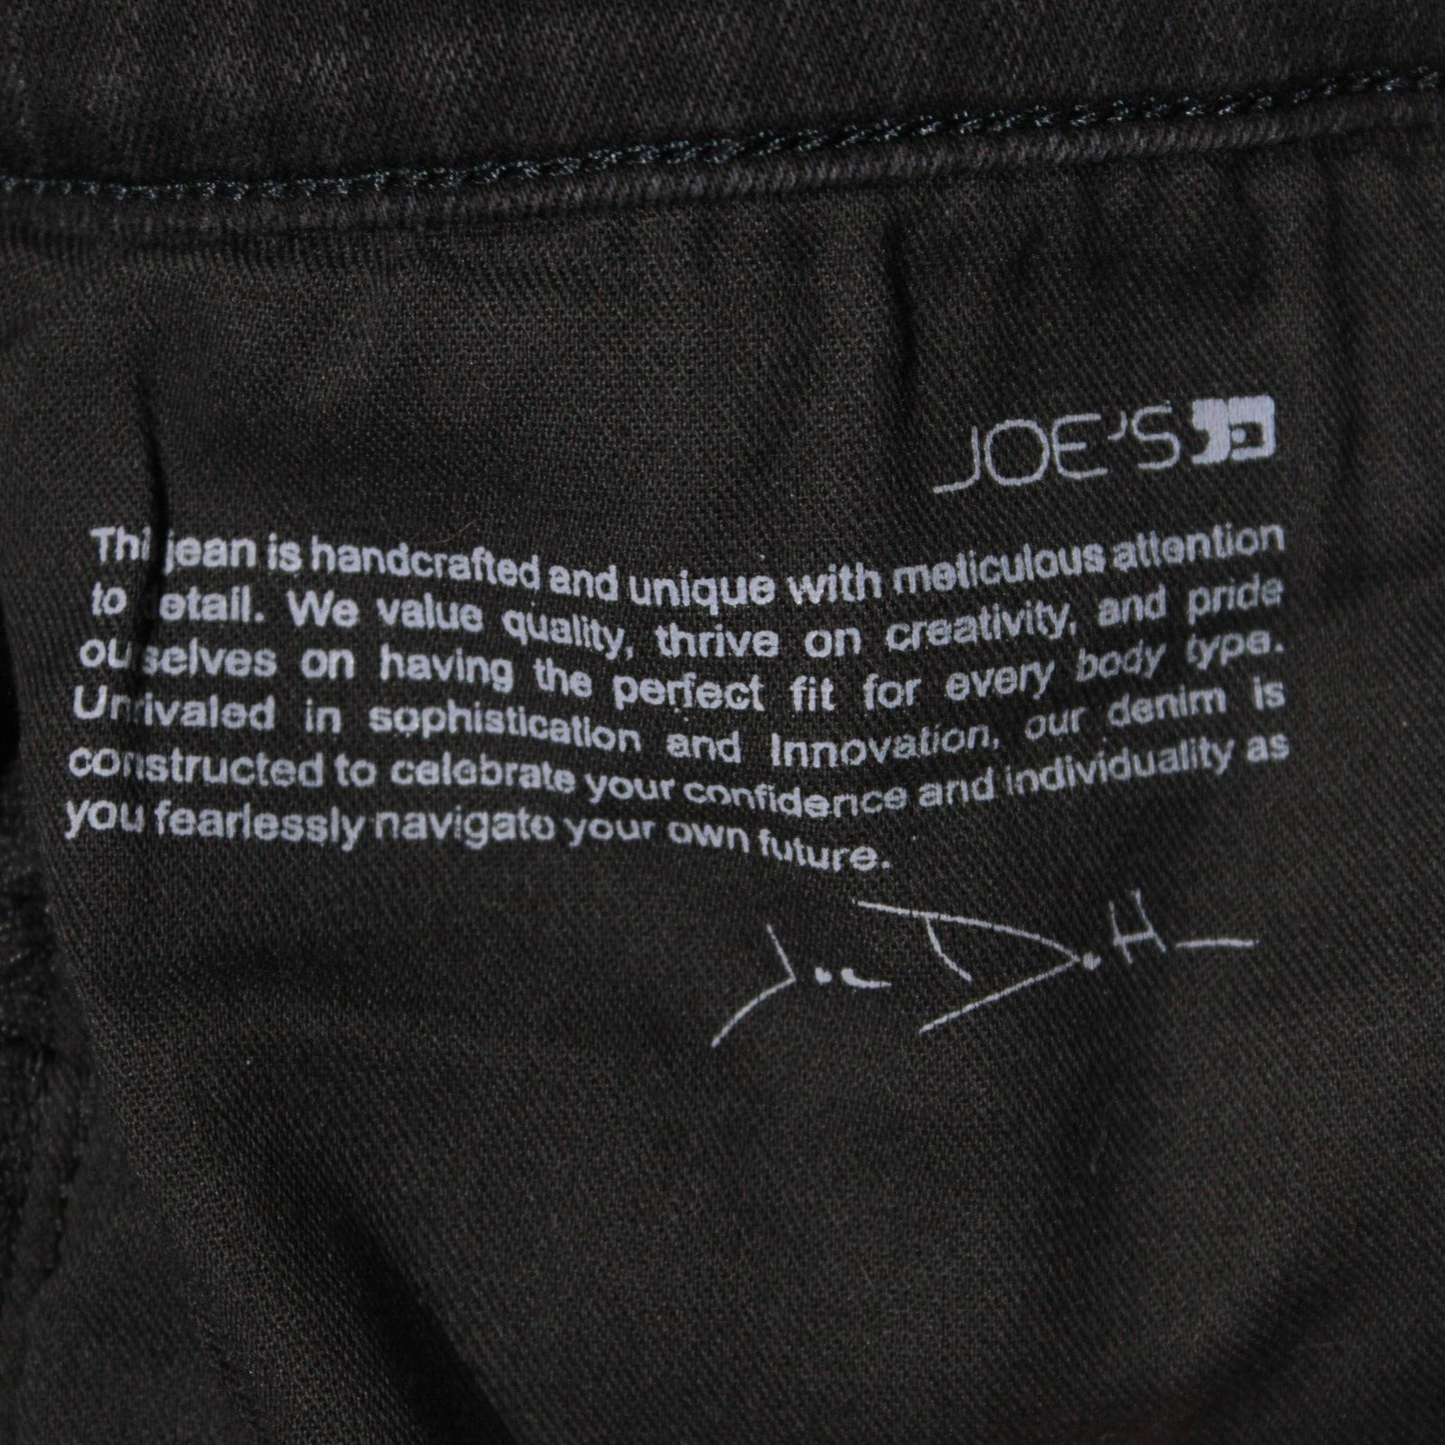 JOE'S
This jean is handcrafted and unique with meticulous attention
to detail. We value quality, thrive on creativity, and pride
ourselves on having the perfect fit for every body type.
Unrivaled in sophistication and Innovation, our denim is
constructed to celebrate your confidence and individuality as
you fearlessly navigate your own future.
Joe